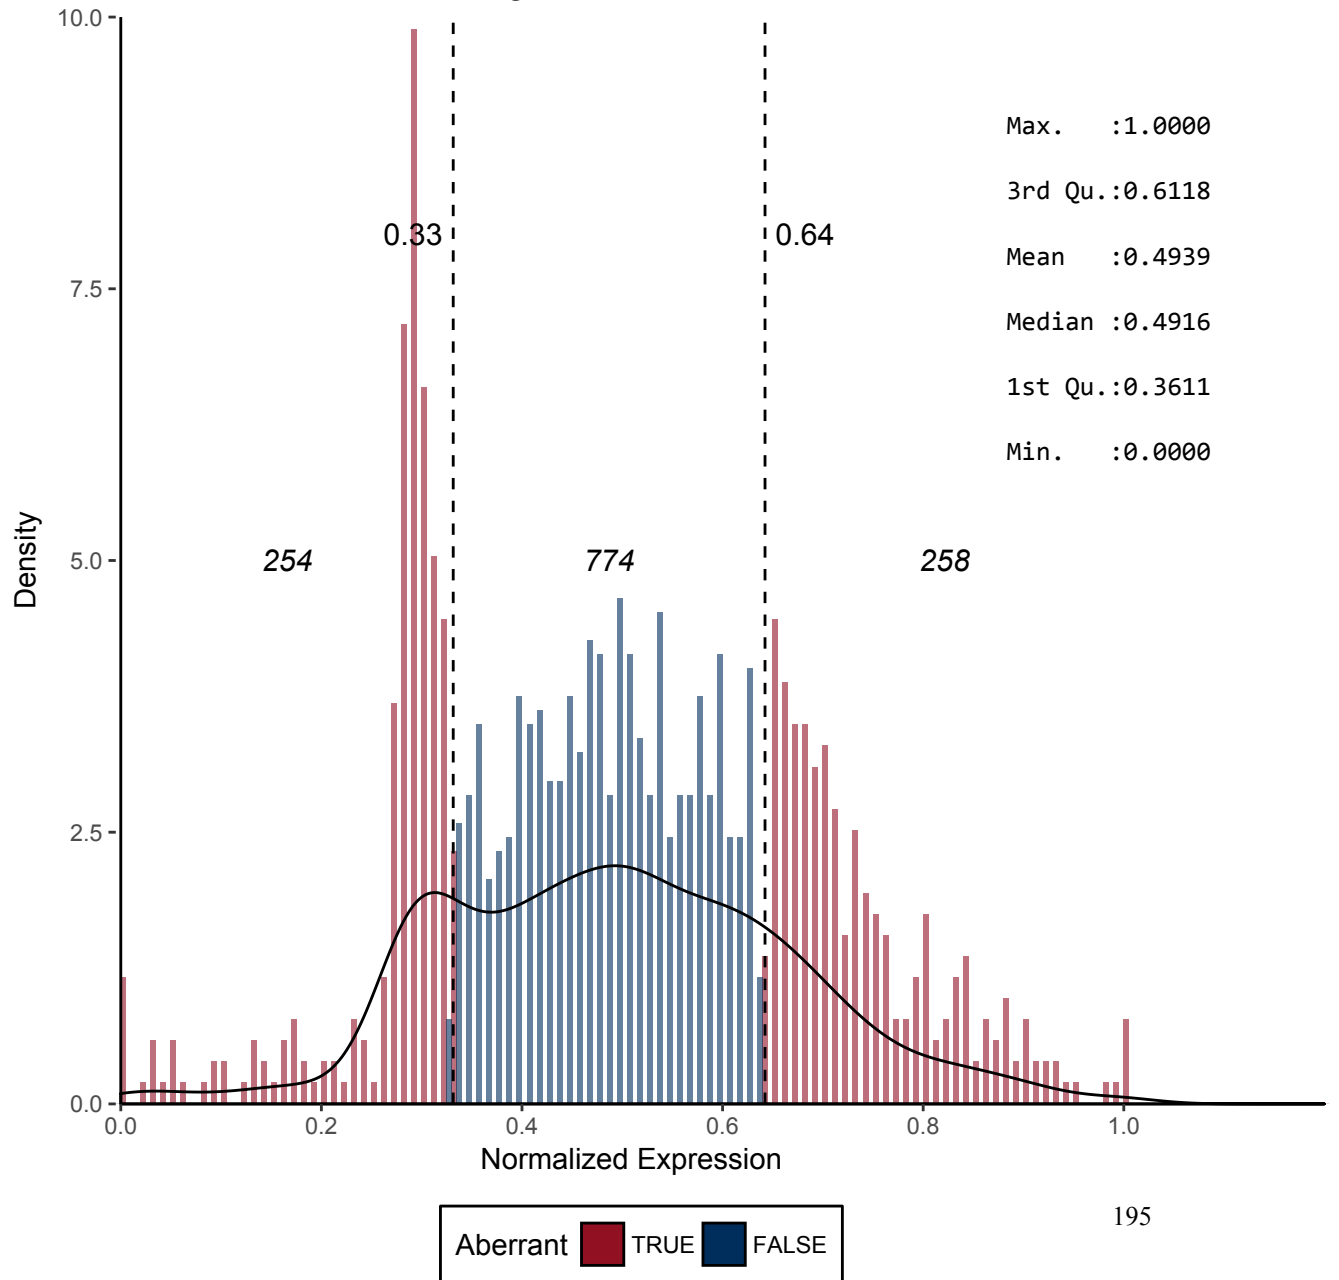 10.0
Max. :1.0000
3rd Qu.:0.6118
0.33
0.64
Mean :0.4939
7.5
Median :0.4916
1st Qu.:0.3611
Min. :0.0000
Density
5.0
254
774
258
2.5
0.0
0.0 0.2 0.4 0.6 0.8 1.0
Normalized Expression
195
Aberrant TRUE FALSE